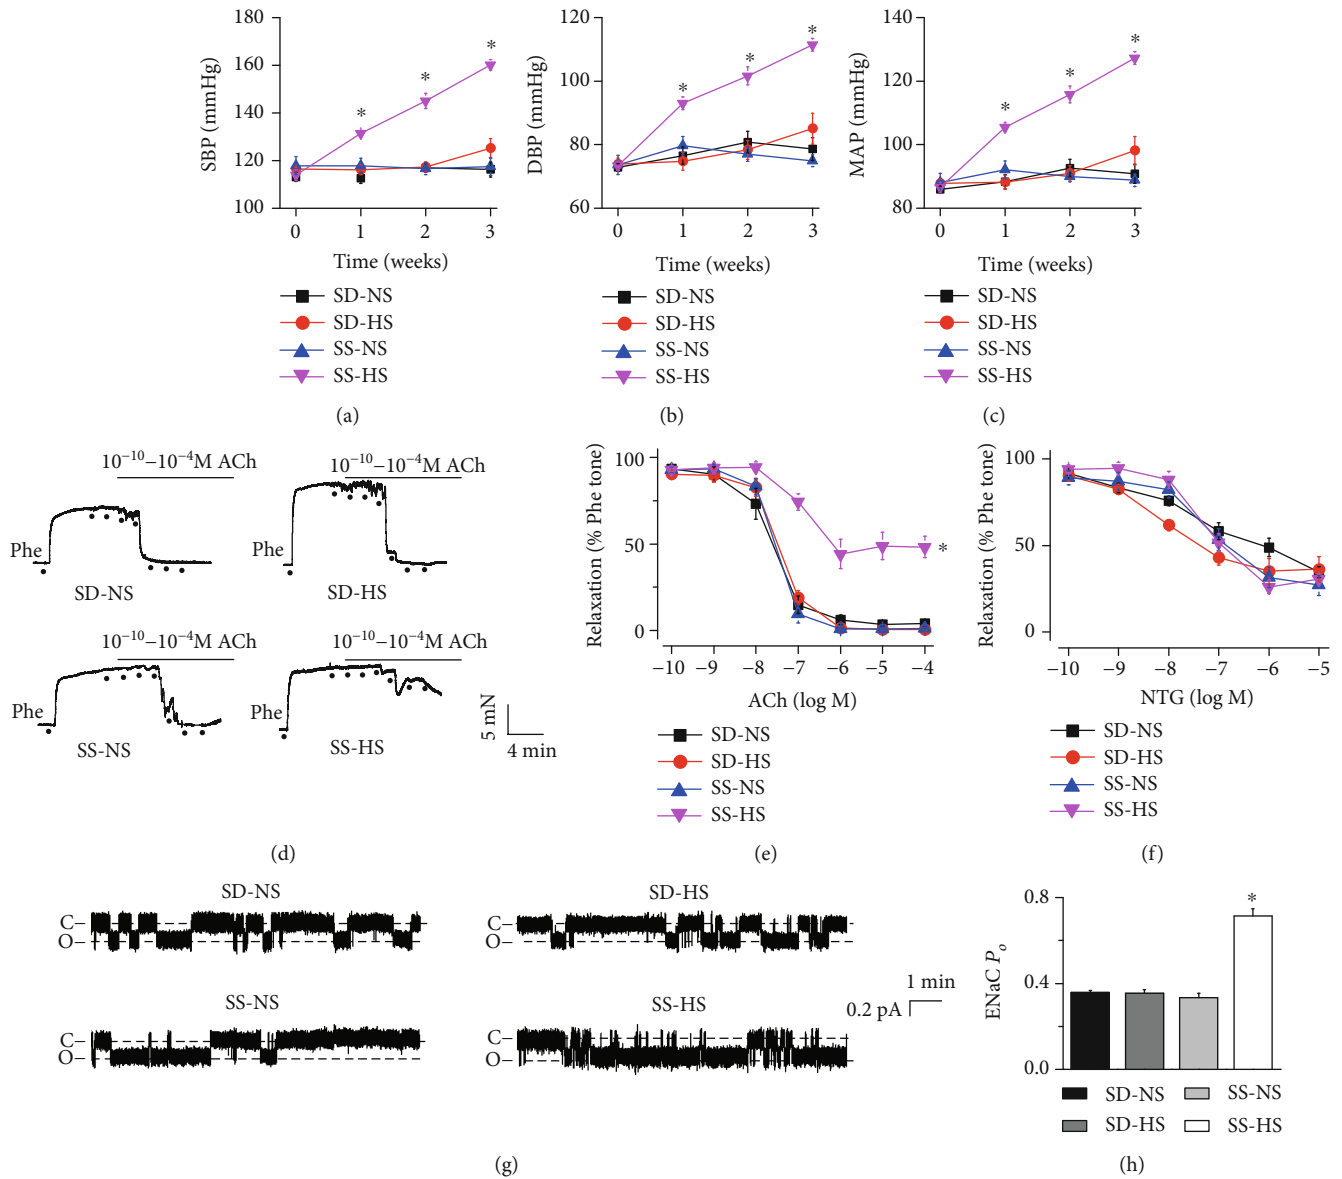 SBP (mmHg)
180
160
140
120
100
0 1 2 3
Time (weeks)
* * *
SD-NS
SD-HS
SS-NS
SS-HS
(a)
DBP (mmHg)
120
100
80
60
0 1 2 3
Time (weeks)
* * *
SD-NS
SD-HS
SS-NS
SS-HS
(b)
MAP (mmHg)
140
120
100
80
0 1 2 3
Time (weeks)
* * *
SD-NS
SD-HS
SS-NS
SS-HS
(c)
10⁻¹⁰–10⁻⁴M ACh
Phe
SD-NS
10⁻¹⁰–10⁻⁴M ACh
Phe
SD-HS
10⁻¹⁰–10⁻⁴M ACh
Phe
SS-NS
10⁻¹⁰–10⁻⁴M ACh
Phe
SS-HS
5 mN
4 min
(d)
Relaxation (% Phe tone)
100
50
0
*
−10 −9 −8 −7 −6 −5 −4
ACh (log M)
SD-NS
SD-HS
SS-NS
SS-HS
(e)
Relaxation (% Phe tone)
100
50
0
−10 −9 −8 −7 −6 −5
NTG (log M)
SD-NS
SD-HS
SS-NS
SS-HS
(f)
SD-NS
C–
O–
SD-HS
C–
O–
SS-NS
C–
O–
SS-HS
C–
O–
1 min
0.2 pA
(g)
ENaC Pₒ
0.8
0.4
0.0
*
SD-NS SS-NS
SD-HS SS-HS
(h)